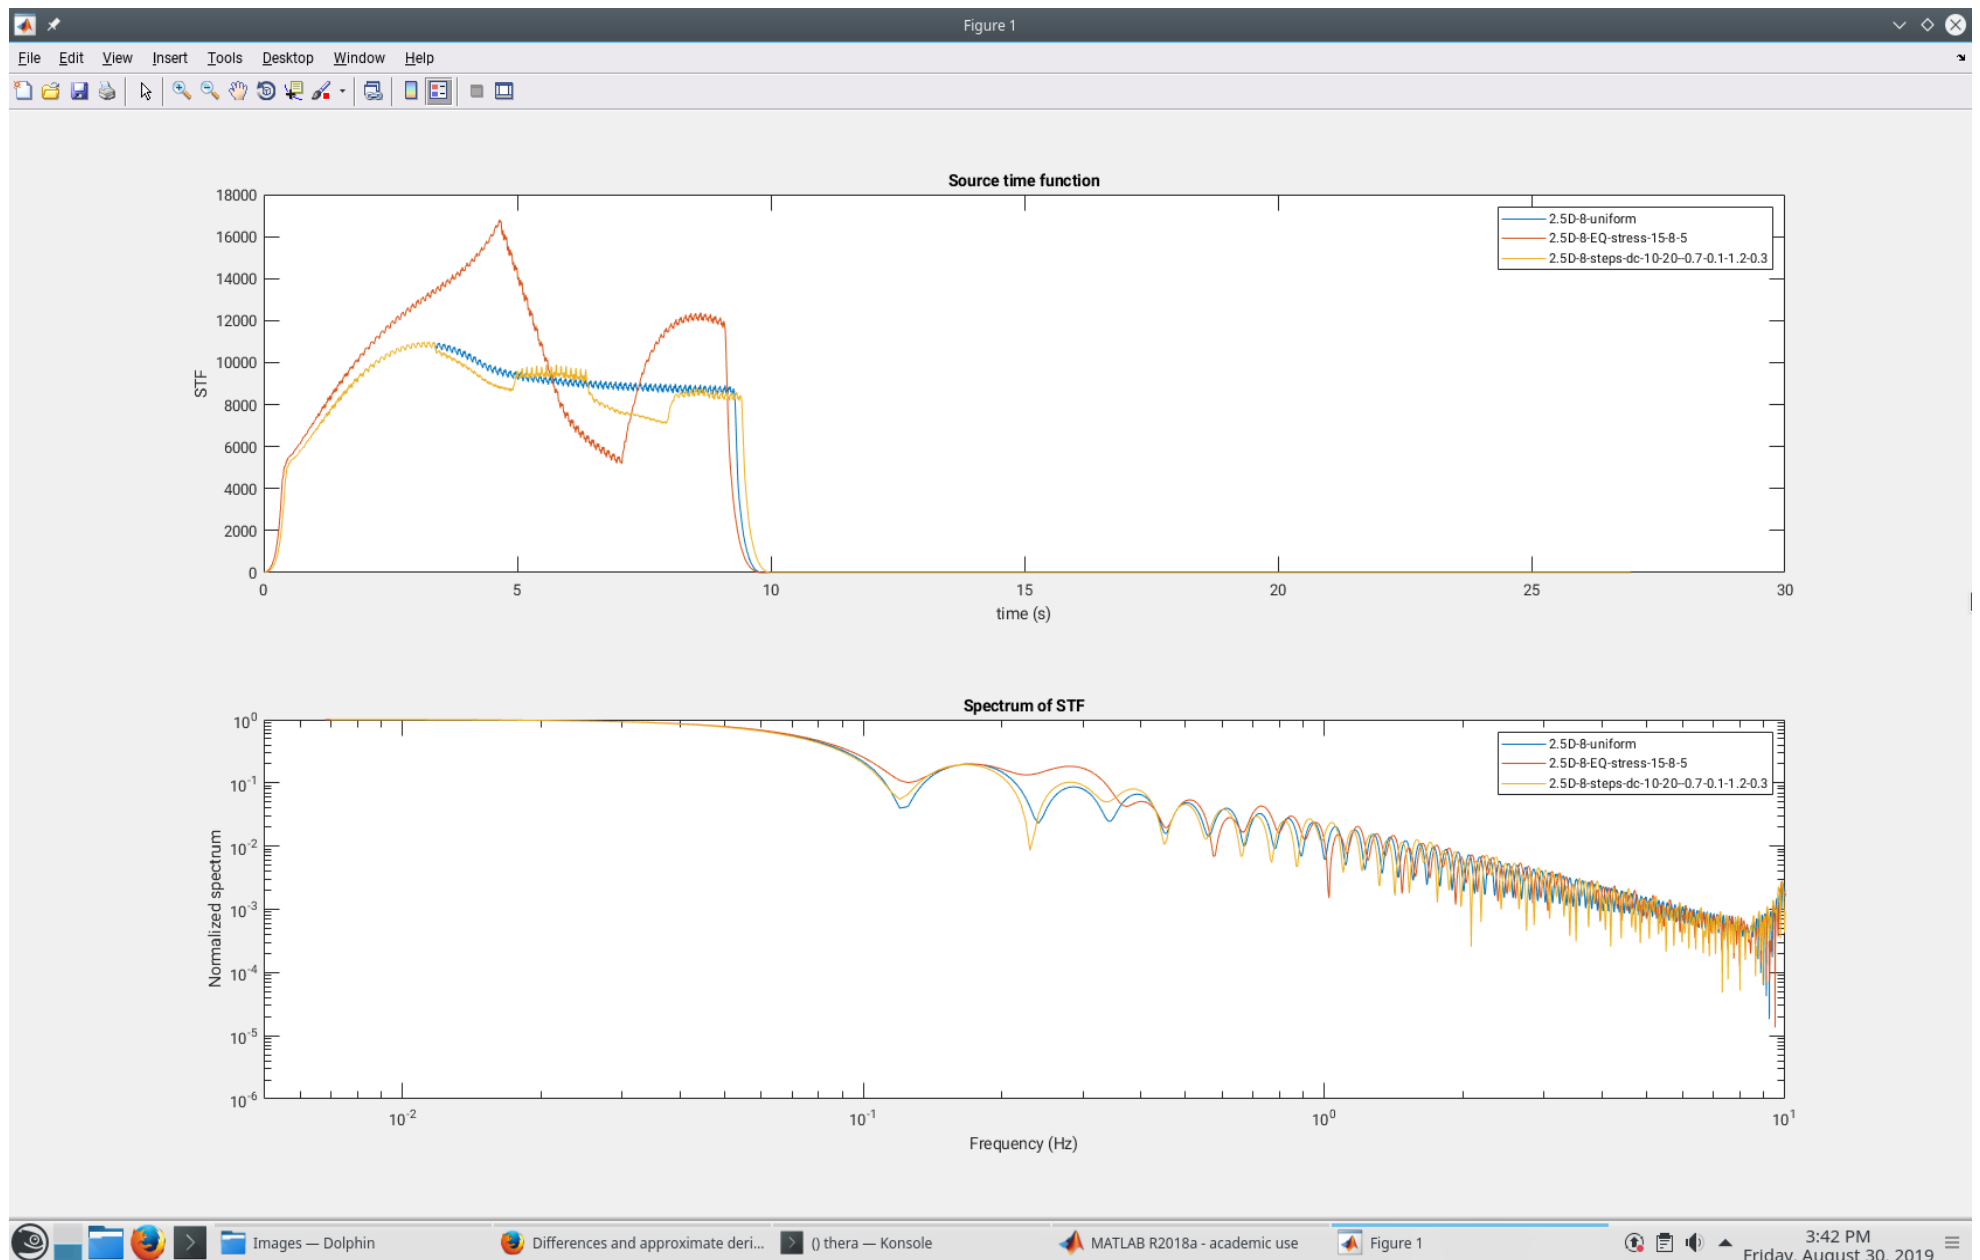 Figure 1
File Edit View Insert Tools Desktop Window Help
Source time function
18000
16000
14000
12000
10000
8000
6000
4000
2000
0
STF
0 5 10 15 20 25 30
time (s)
2.5D-8-uniform
2.5D-8-EQ-stress-15-8-5
2.5D-8-steps-dc-10-20--0.7-0.1-1.2-0.3
Spectrum of STF
10^0
10^-1
10^-2
10^-3
10^-4
10^-5
10^-6
Normalized spectrum
10^-2 10^-1 10^0 10^1
Frequency (Hz)
2.5D-8-uniform
2.5D-8-EQ-stress-15-8-5
2.5D-8-steps-dc-10-20--0.7-0.1-1.2-0.3
Images — Dolphin
Differences and approximate deri...
() thera — Konsole
MATLAB R2018a - academic use
Figure 1
3:42 PM
Friday, August 30, 2019